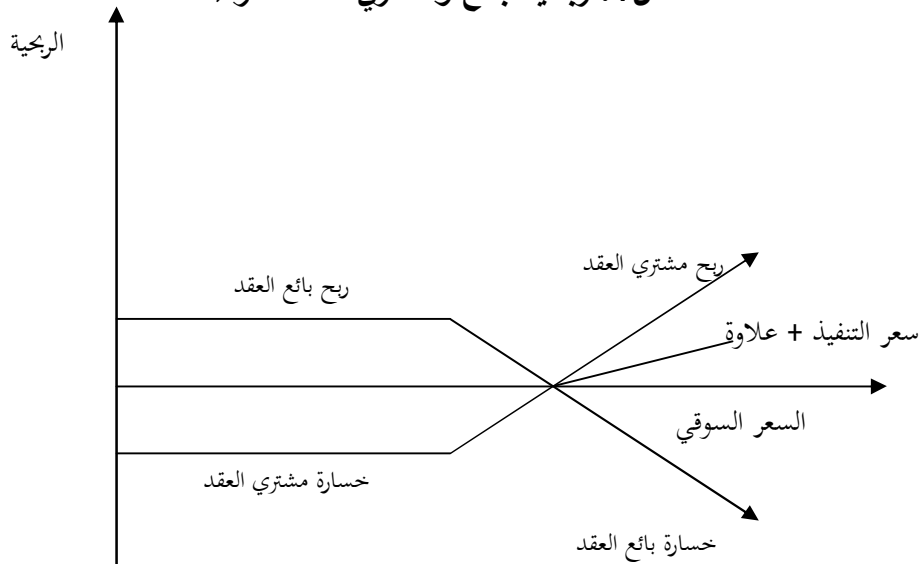 الربحية
ربح مشتري العقد
ربح بائع العقد
سعر التنفيذ + علاوة
السعر السوقي
خسارة مشتري العقد
خسارة بائع العقد